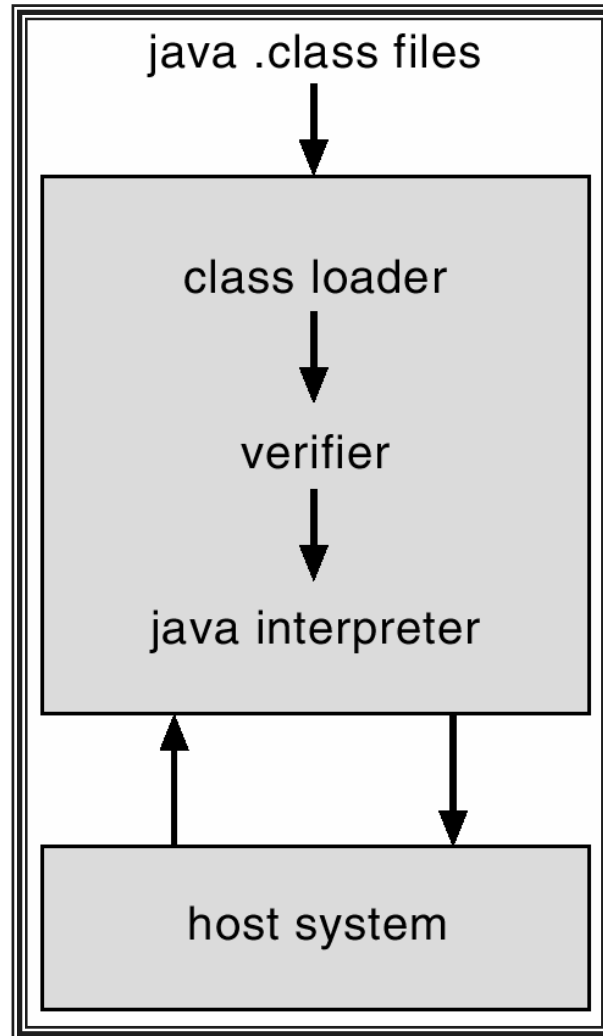 java .class files
class loader
verifier
java interpreter
host system